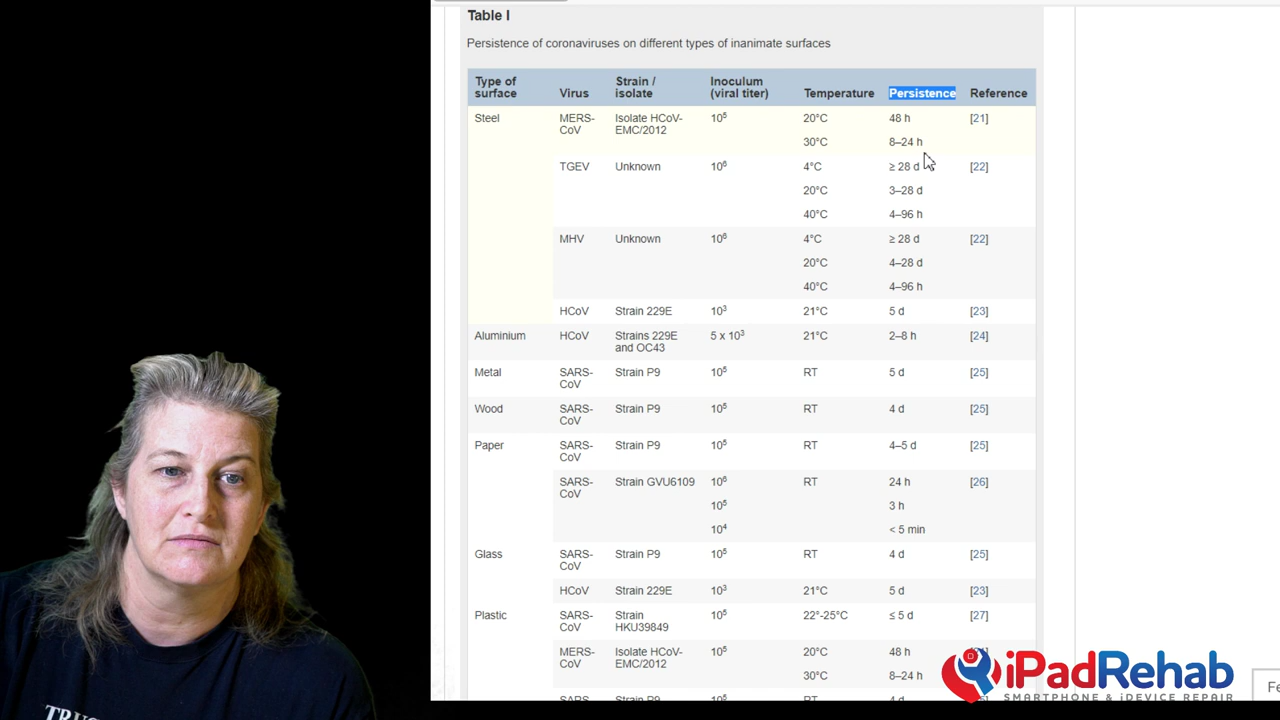 Table I
Persistence of coronaviruses on different types of inanimate surfaces
Type of surface Virus Strain / isolate Inoculum (viral titer) Temperature Persistence Reference
Steel MERS-CoV Isolate HCoV-EMC/2012 10⁵ 20°C 48 h [21]
30°C 8–24 h
TGEV Unknown 10⁶ 4°C ≥ 28 d [22]
20°C 3–28 d
40°C 4–96 h
MHV Unknown 10⁶ 4°C ≥ 28 d [22]
20°C 4–28 d
40°C 4–96 h
HCoV Strain 229E 10³ 21°C 5 d [23]
Aluminium HCoV Strains 229E and OC43 5 x 10³ 21°C 2–8 h [24]
Metal SARS-CoV Strain P9 10⁵ RT 5 d [25]
Wood SARS-CoV Strain P9 10⁵ RT 4 d [25]
Paper SARS-CoV Strain P9 10⁵ RT 4–5 d [25]
SARS-CoV Strain GVU6109 10⁶ RT 24 h [26]
10⁵ 3 h
10⁴ < 5 min
Glass SARS-CoV Strain P9 10⁵ RT 4 d [25]
HCoV Strain 229E 10³ 21°C 5 d [23]
Plastic SARS-CoV Strain HKU39849 10⁵ 22°-25°C ≤ 5 d [27]
MERS-CoV Isolate HCoV-EMC/2012 10⁵ 20°C 48 h
30°C 8–24 h
iPadRehab
SMARTPHONE & iDEVICE REPAIR
Fe